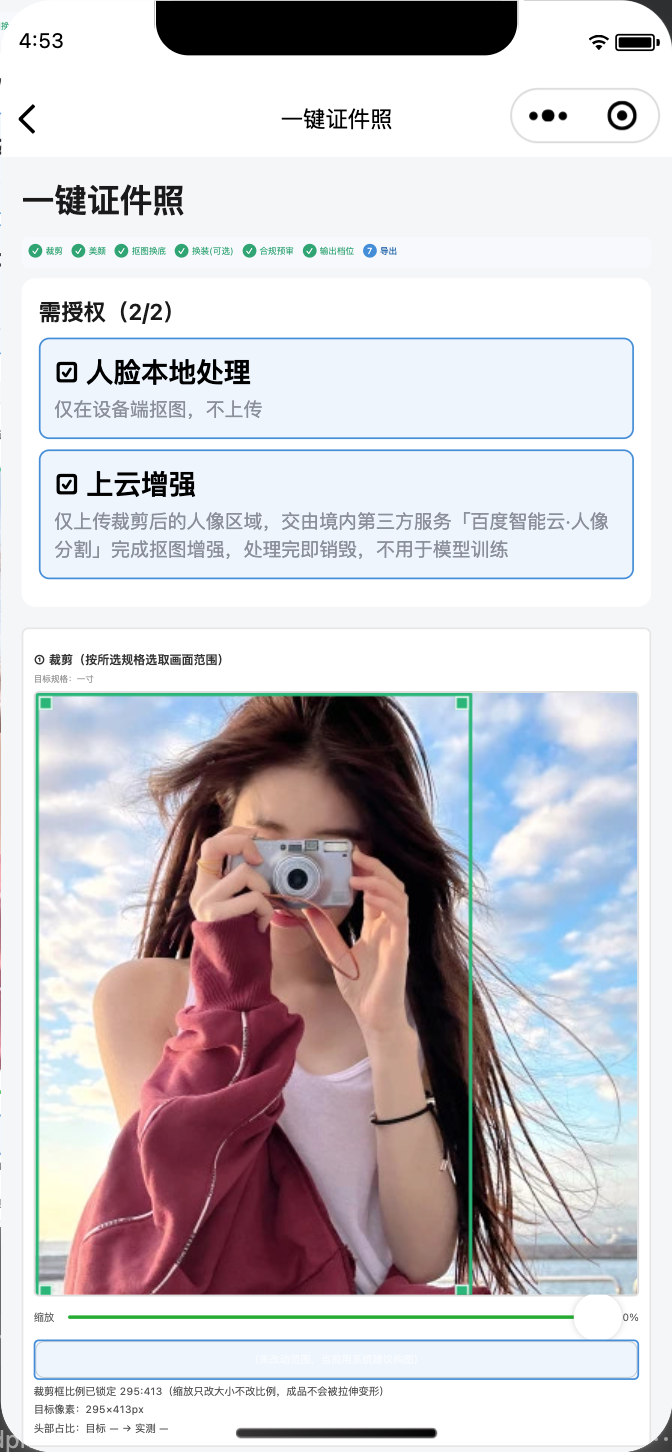 4:53
一键证件照
一键证件照
裁剪 美颜 抠图换底 换装(可选) 合规预审 输出档位 7 导出
需授权（2/2）
人脸本地处理
仅在设备端抠图，不上传
上云增强
仅上传裁剪后的人像区域，交由境内第三方服务「百度智能云·人像
分割」完成抠图增强，处理完即销毁，不用于模型训练
① 裁剪（按所选规格选取画面范围）
目标规格：一寸
缩放 0%
裁剪框比例已锁定 295:413（缩放只改大小不改比例，成品不会被拉伸变形）
目标像素：295×413px
头部占比：目标 — → 实测 —